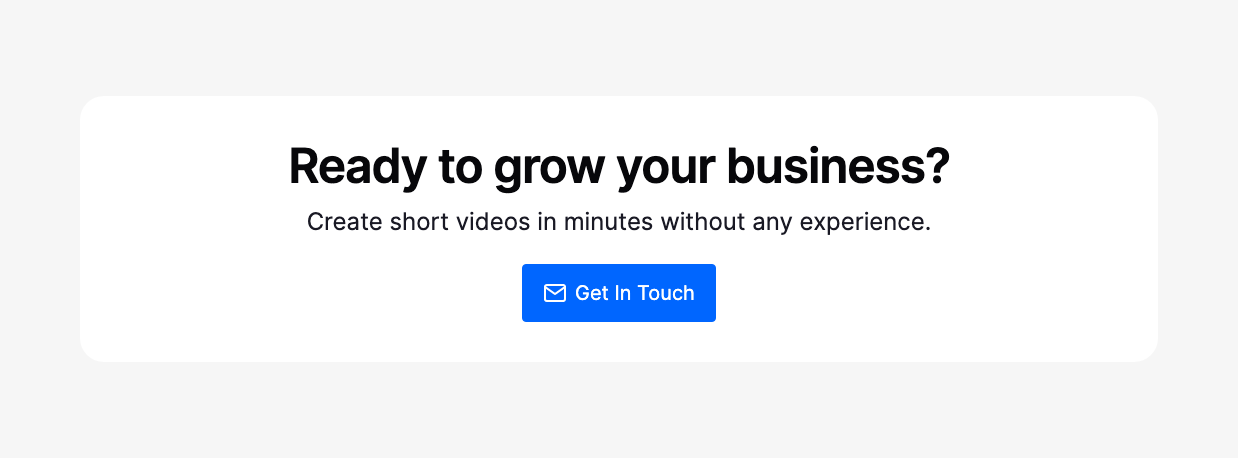 Ready to grow your business?
Create short videos in minutes without any experience.
Get In Touch